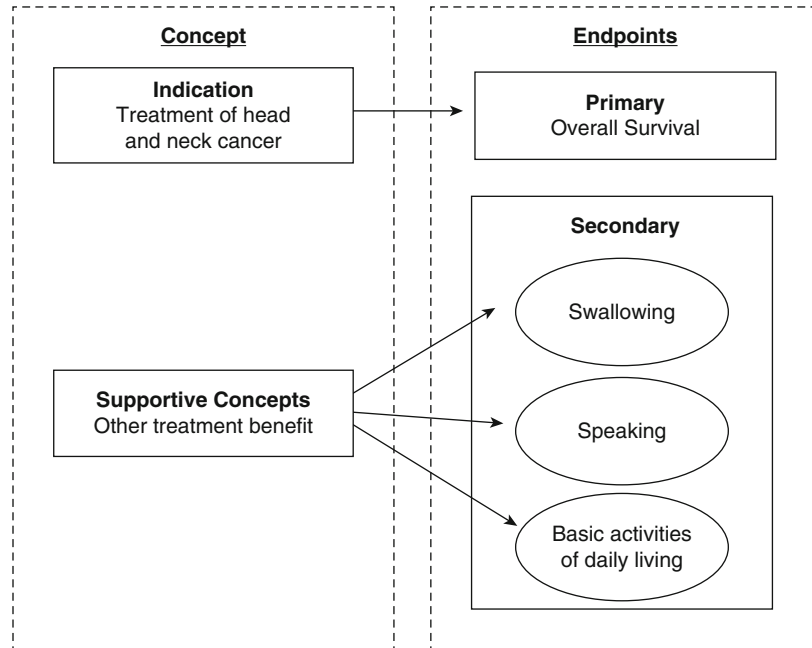 Concept
Endpoints
Indication
Treatment of head
and neck cancer
Primary
Overall Survival
Secondary
Swallowing
Supportive Concepts
Other treatment benefit
Speaking
Basic activities
of daily living